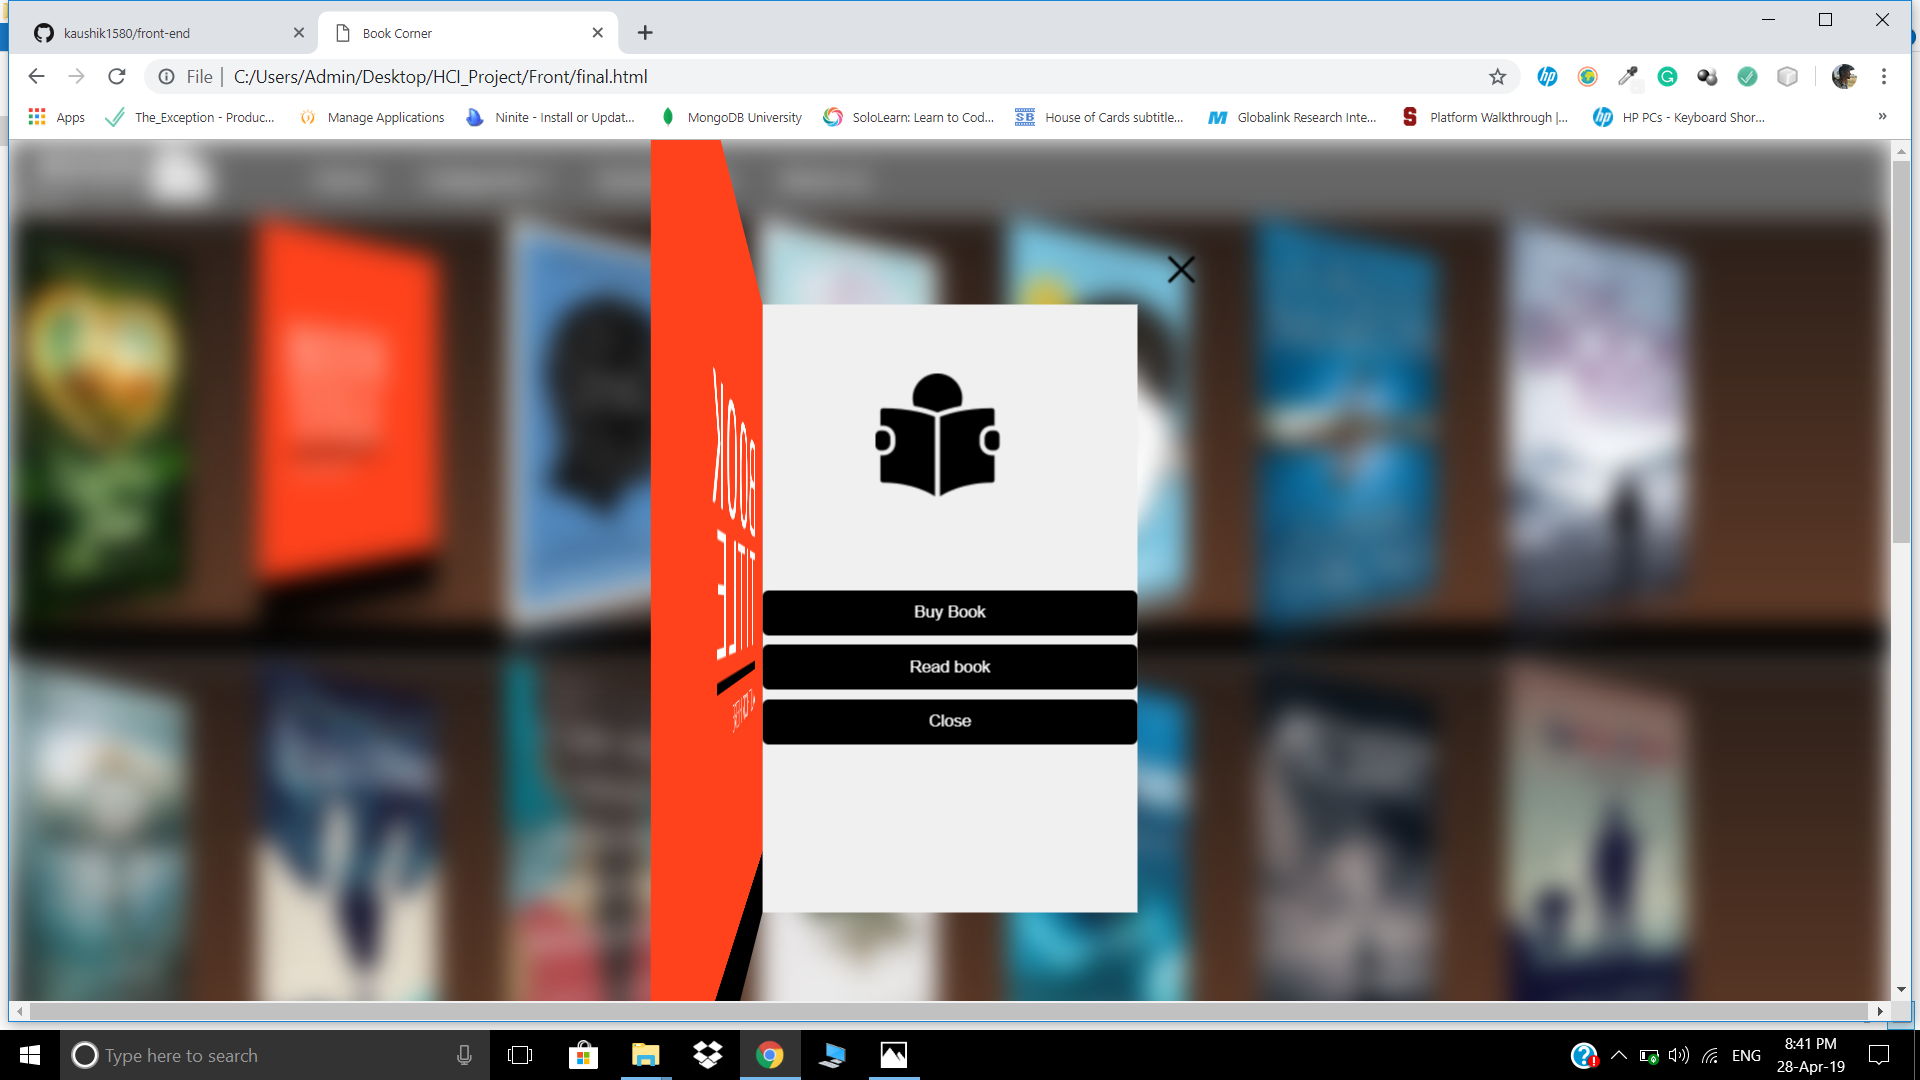 kaushik1580/front-end
Book Corner
File
C:/Users/Admin/Desktop/HCI_Project/Front/final.html
Apps
The_Exception - Produc...
Manage Applications
Ninite - Install or Updat...
MongoDB University
SoloLearn: Learn to Cod...
SB
House of Cards subtitle...
Globalink Research Inte...
Platform Walkthrough |...
HP PCs - Keyboard Shor...
BOOK
TITLE
Buy Book
Read book
Close
Type here to search
ENG
8:41 PM
28-Apr-19